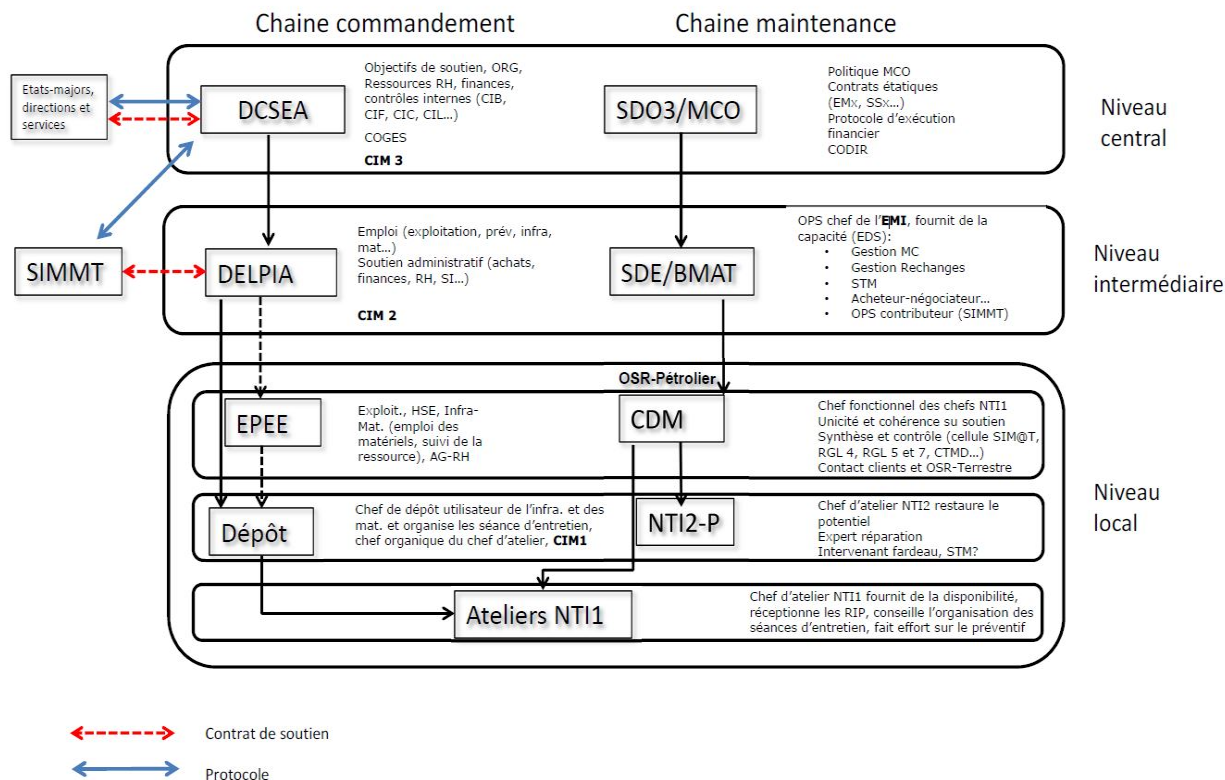 Chaine commandement
Chaine maintenance
Etats-majors,
directions et
services
DCSEA
Objectifs de soutien, ORG,
Ressources RH, finances,
contrôles internes (CIB,
CIF, CIC, CIL...)
COGES
CIM 3
SDO3/MCO
Politique MCO
Contrats étatiques
(EMx, SSx...)
Protocole d'exécution
financier
CODIR
Niveau
central
SIMMT
DELPIA
Emploi (exploitation, prév, infra,
mat...)
Soutien administratif (achats,
finances, RH, SI...)
CIM 2
SDE/BMAT
OPS chef de l'EMI, fournit de la
capacité (EDS):
• Gestion MC
• Gestion Rechanges
• STM
• Acheteur-négociateur...
• OPS contributeur (SIMMT)
Niveau
intermédiaire
OSR-Pétrolier
EPEE
Exploit., HSE, Infra-
Mat. (emploi des
matériels, suivi de la
ressource), AG-RH
CDM
Chef fonctionnel des chefs NTI1
Unicité et cohérence su soutien
Synthèse et contrôle (cellule SIM@T,
RGL 4, RGL 5 et 7, CTMD...)
Contact clients et OSR-Terrestre
Dépôt
Chef de dépôt utilisateur de l'infra. et des
mat. et organise les séance d'entretien,
chef organique du chef d'atelier, CIM1
NTI2-P
Chef d'atelier NTI2 restaure le
potentiel
Expert réparation
Intervenant fardeau, STM?
Niveau
local
Ateliers NTI1
Chef d'atelier NTI1 fournit de la disponibilité,
réceptionne les RIP, conseille l'organisation des
séances d'entretien, fait effort sur le préventif
Contrat de soutien
Protocole